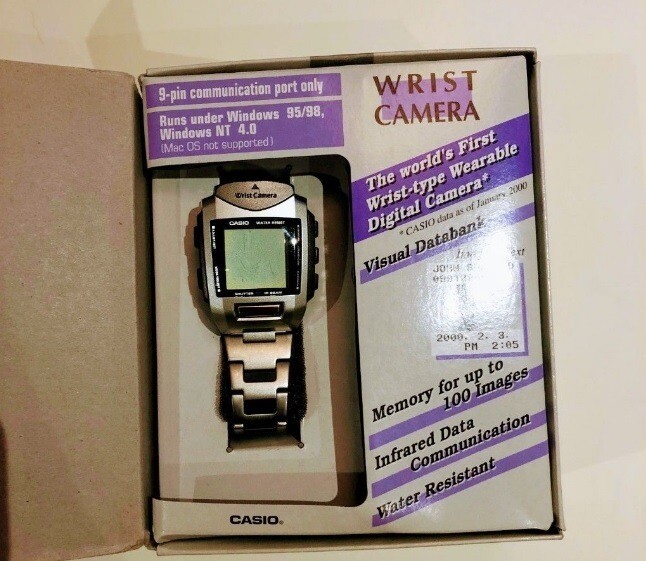 9-pin communication port only
Runs under Windows 95/98,
Windows NT 4.0
(Mac OS not supported)
WRIST
CAMERA
The world's First
Wrist-type Wearable
Digital Camera*
* CASIO data as of January 2000
Visual Databank
2000. 2. 3.
PM 2:05
Memory for up to
100 Images
Infrared Data
Communication
Water Resistant
Wrist Camera
CASIO WATER RESIST
SHUTTER
CASIO